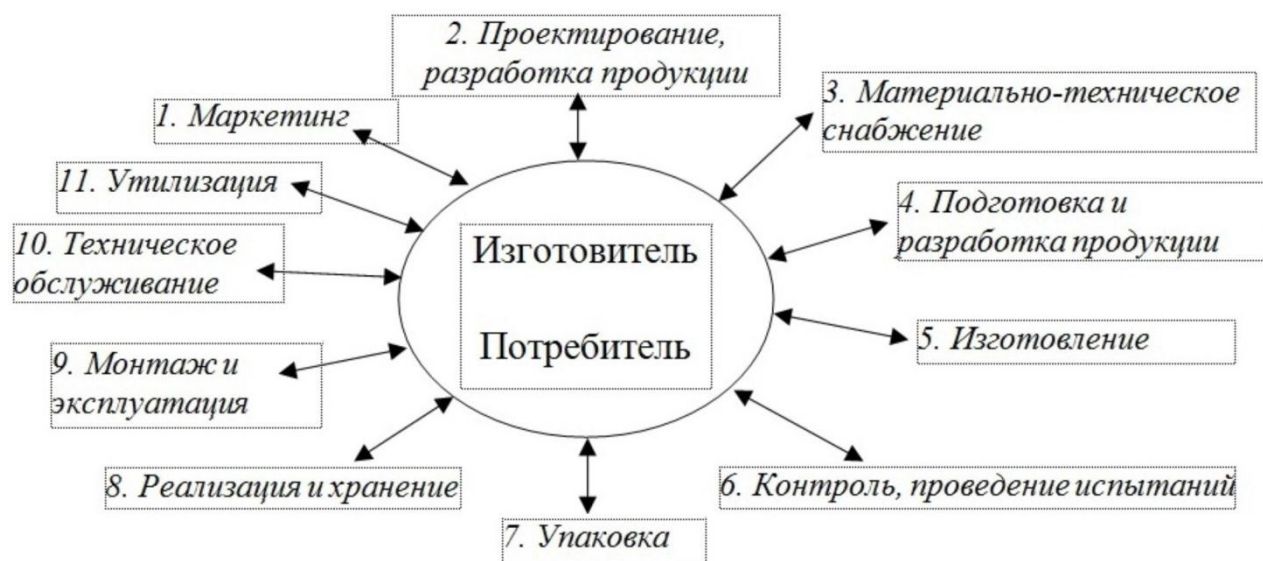 1. Маркетинг
2. Проектирование,
разработка продукции
3. Материально-техническое
снабжение
4. Подготовка и
разработка продукции
5. Изготовление
6. Контроль, проведение испытаний
7. Упаковка
8. Реализация и хранение
9. Монтаж и
эксплуатация
10. Техническое
обслуживание
11. Утилизация
Изготовитель
Потребитель